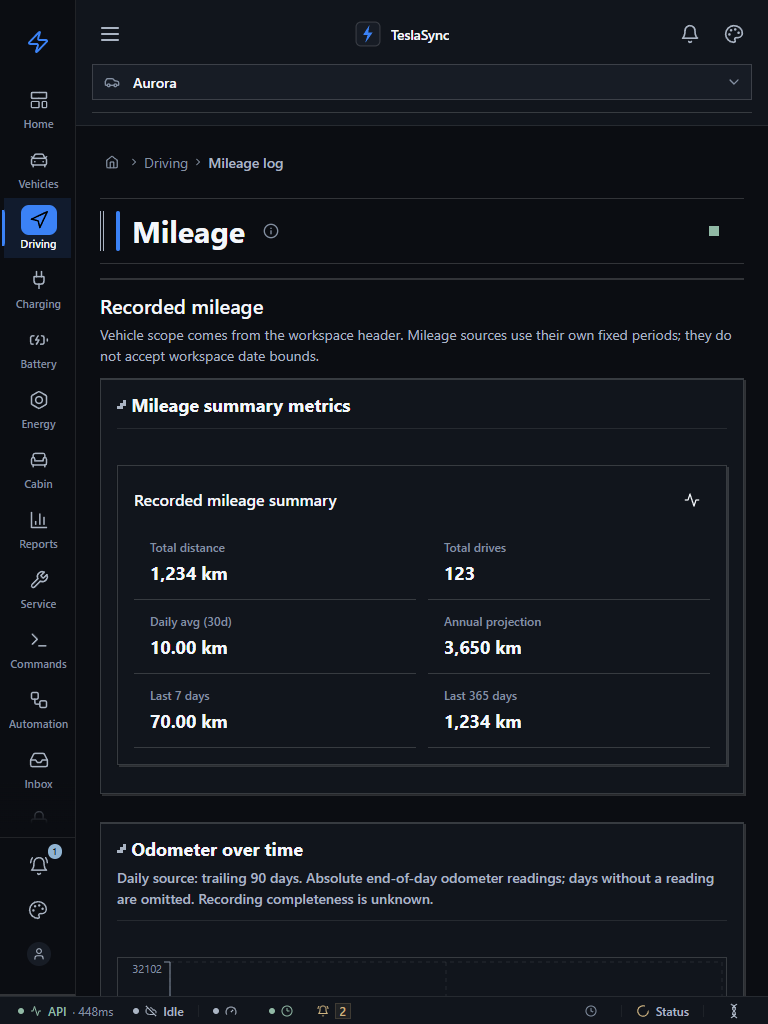 TeslaSync
Aurora
Home
Vehicles
Driving
Charging
Battery
Energy
Cabin
Reports
Service
Commands
Automation
Inbox
1
Driving
Mileage log
Mileage
Recorded mileage
Vehicle scope comes from the workspace header. Mileage sources use their own fixed periods; they do
not accept workspace date bounds.
Mileage summary metrics
Recorded mileage summary
Total distance
1,234 km
Total drives
123
Daily avg (30d)
10.00 km
Annual projection
3,650 km
Last 7 days
70.00 km
Last 365 days
1,234 km
Odometer over time
Daily source: trailing 90 days. Absolute end-of-day odometer readings; days without a reading
are omitted. Recording completeness is unknown.
32102
API · 448ms
Idle
2
Status